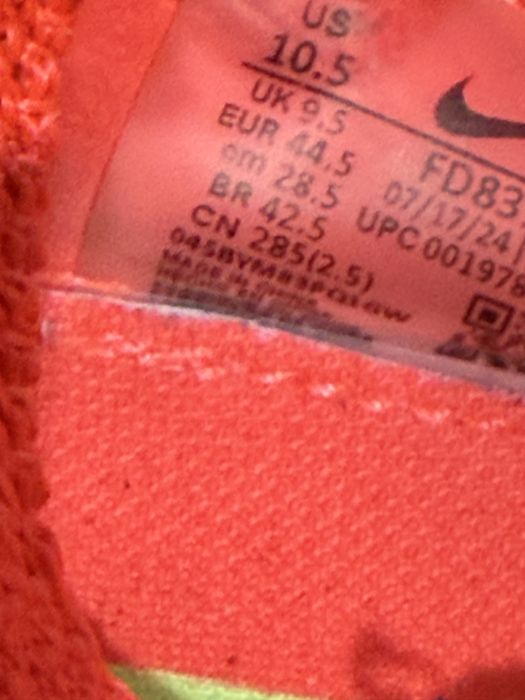 US
10.5
UK 9.5
EUR 44.5
cm 28.5
BR 42.5
CN 285(2.5)
FD83
07/17/24
UPC 001978